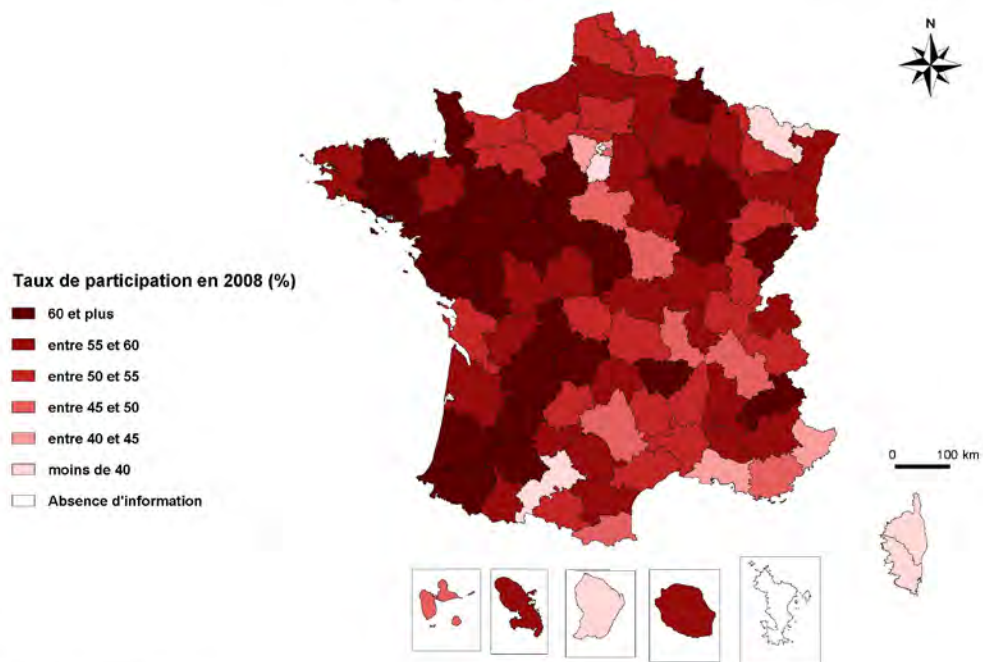 N
Taux de participation en 2008 (%)
60 et plus
entre 55 et 60
entre 50 et 55
entre 45 et 50
entre 40 et 45
moins de 40
Absence d'information
0 100 km